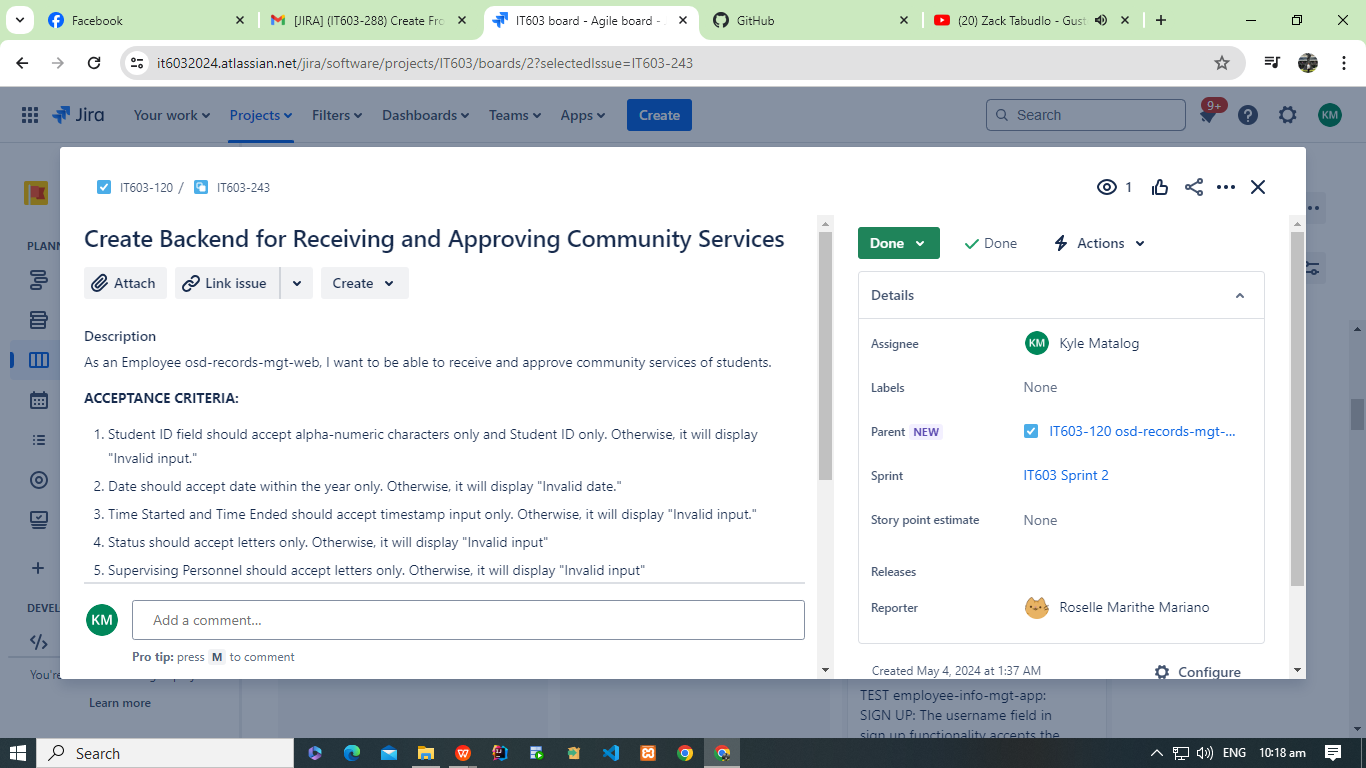 Facebook
[JIRA] (IT603-288) Create Fro
IT603 board - Agile board -
GitHub
(20) Zack Tabudlo - Gust
it6032024.atlassian.net/jira/software/projects/IT603/boards/2?selectedIssue=IT603-243
Jira
Your work
Projects
Filters
Dashboards
Teams
Apps
Create
Search
9+
KM
IT603-120 / IT603-243
1
PLANN
Create Backend for Receiving and Approving Community Services
Attach
Link issue
Create
Done
Done
Actions
Description
As an Employee osd-records-mgt-web, I want to be able to receive and approve community services of students.
ACCEPTANCE CRITERIA:
1. Student ID field should accept alpha-numeric characters only and Student ID only. Otherwise, it will display
"Invalid input."
2. Date should accept date within the year only. Otherwise, it will display "Invalid date."
3. Time Started and Time Ended should accept timestamp input only. Otherwise, it will display "Invalid input."
4. Status should accept letters only. Otherwise, it will display "Invalid input"
5. Supervising Personnel should accept letters only. Otherwise, it will display "Invalid input"
KM
Add a comment...
Pro tip: press M to comment
Details
Assignee
KM Kyle Matalog
Labels
None
Parent NEW
IT603-120 osd-records-mgt-...
Sprint
IT603 Sprint 2
Story point estimate
None
Releases
Reporter
Roselle Marithe Mariano
Created May 4, 2024 at 1:37 AM
Configure
DEVEL
You're
Learn more
TEST employee-info-mgt-app:
SIGN UP: The username field in
sign up functionality accepts the
Search
ENG
10:18 am